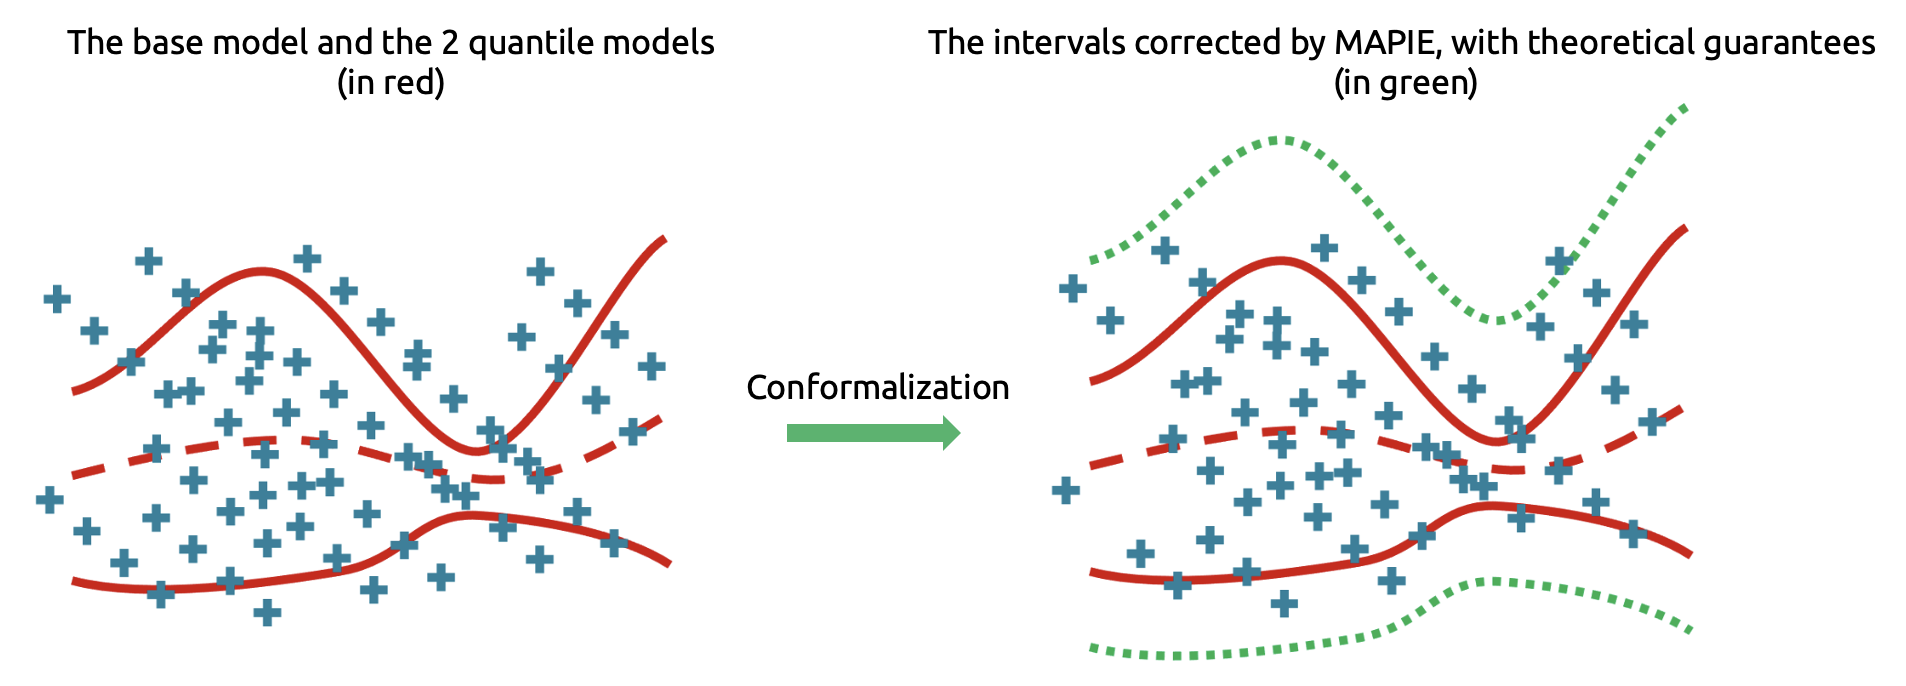 The base model and the 2 quantile models
(in red)
The intervals corrected by MAPIE, with theoretical guarantees
(in green)
Conformalization